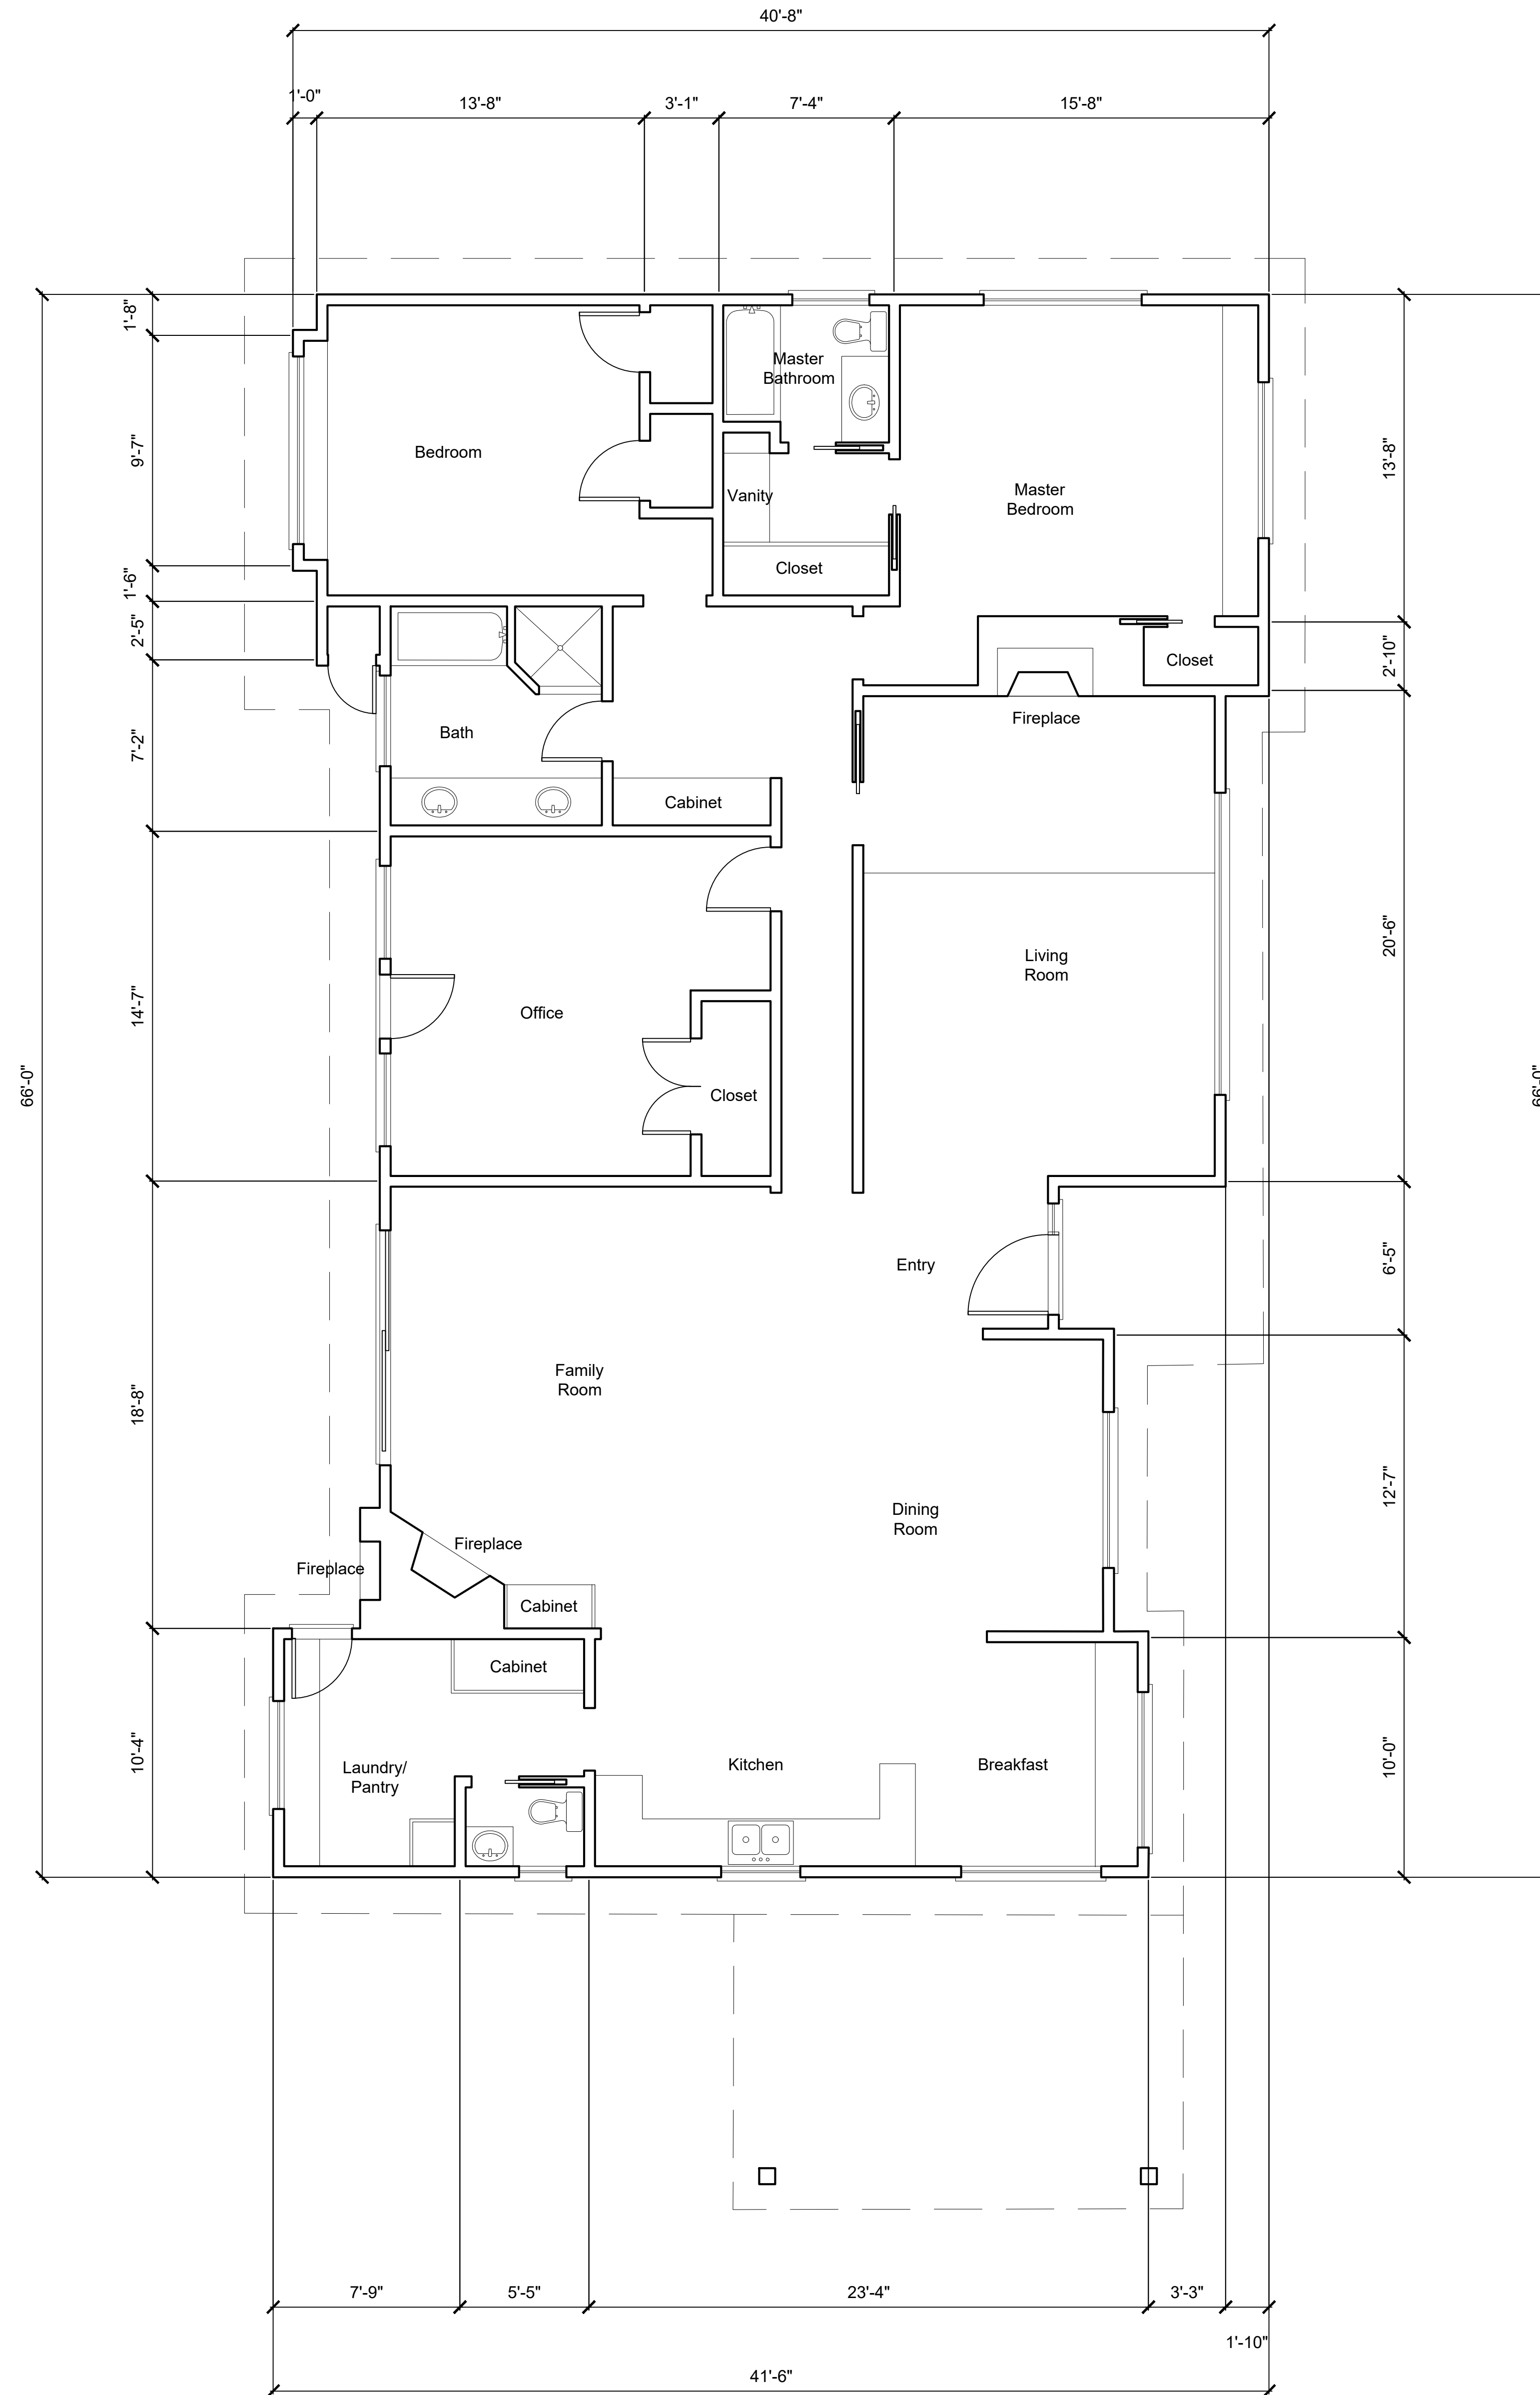 40'-8"
1'-0"
13'-8"
3'-1"
7'-4"
15'-8"
1'-8"
9'-7"
1'-6"
2'-5"
7'-2"
14'-7"
66'-0"
18'-8"
10'-4"
Bedroom
Master
Bathroom
Vanity
Closet
Master
Bedroom
Closet
Fireplace
Bath
Cabinet
Living
Room
Office
Closet
Entry
Family
Room
Dining
Room
Fireplace
Fireplace
Cabinet
Cabinet
Laundry/
Pantry
Kitchen
Breakfast
13'-8"
2'-10"
20'-6"
66'-0"
6'-5"
12'-7"
10'-0"
7'-9"
5'-5"
23'-4"
3'-3"
1'-10"
41'-6"